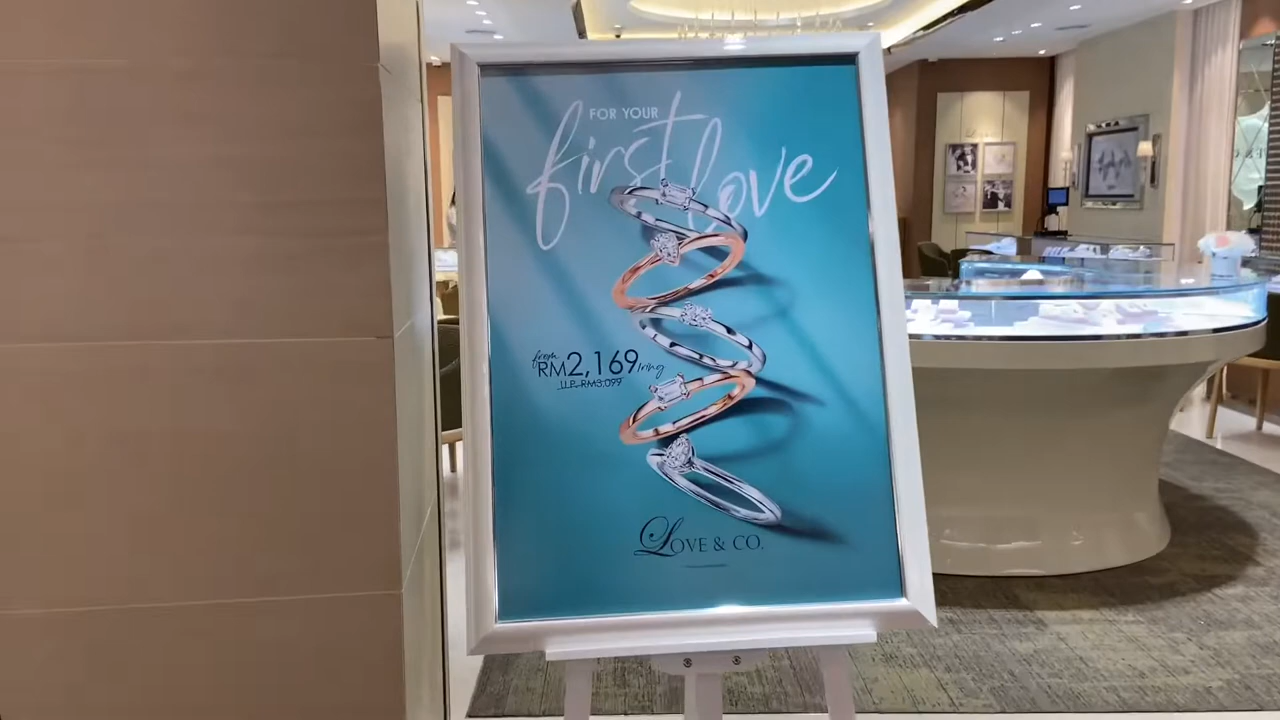 FOR YOUR
first love
from
RM2,169/ring
U.P. RM3,099
LOVE & CO.